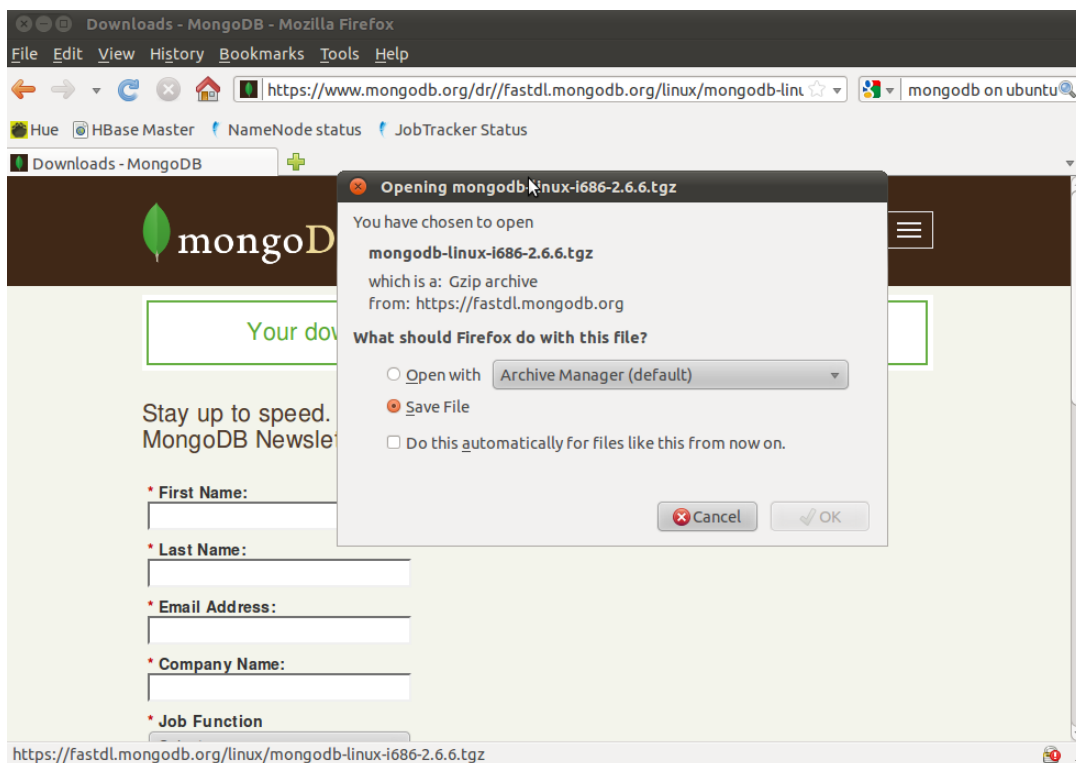 Downloads - MongoDB - Mozilla Firefox
File Edit View History Bookmarks Tools Help
https://www.mongodb.org/dr//fastdl.mongodb.org/linux/mongodb-linu
mongodb on ubuntu
Hue HBase Master NameNode status JobTracker Status
Downloads - MongoDB
Opening mongodb-linux-i686-2.6.6.tgz
mongoD
You have chosen to open
mongodb-linux-i686-2.6.6.tgz
which is a: Gzip archive
from: https://fastdl.mongodb.org
Your dow
What should Firefox do with this file?
Open with Archive Manager (default)
Save File
Do this automatically for files like this from now on.
Cancel OK
Stay up to speed.
MongoDB Newslet
* First Name:
* Last Name:
* Email Address:
* Company Name:
* Job Function
https://fastdl.mongodb.org/linux/mongodb-linux-i686-2.6.6.tgz